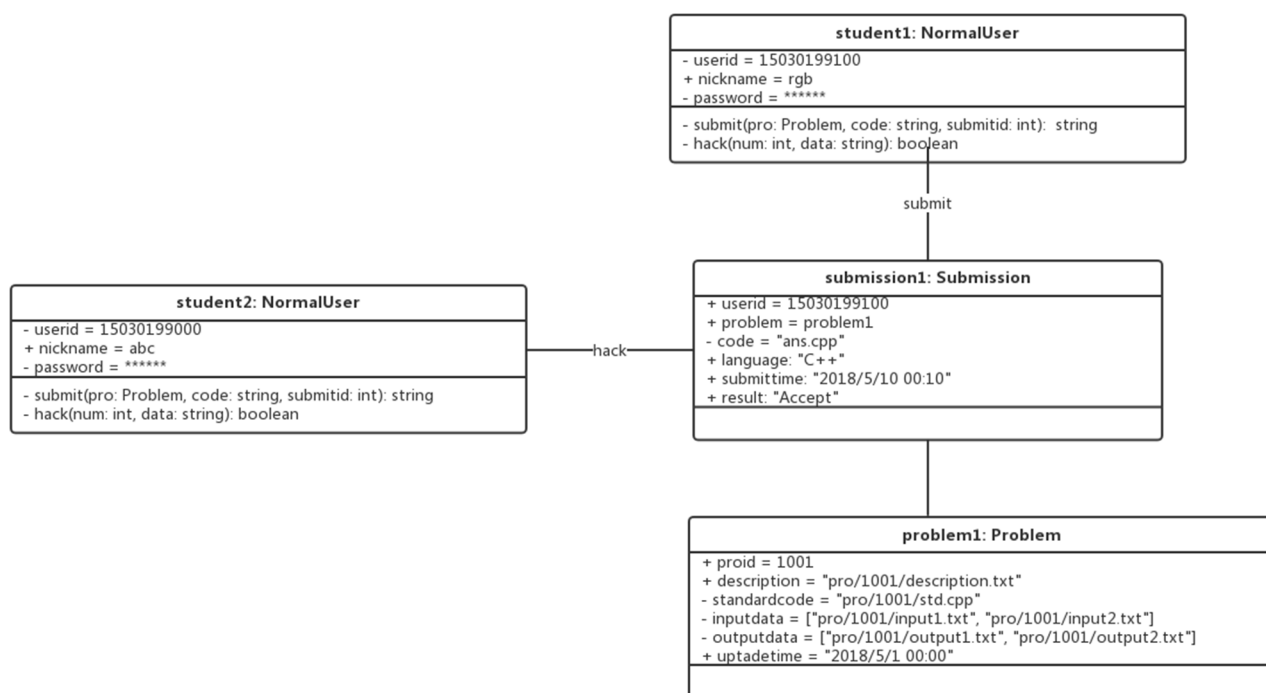 student1: NormalUser
- userid = 15030199100
+ nickname = rgb
- password = ******
- submit(pro: Problem, code: string, submitid: int):  string
- hack(num: int, data: string): boolean
submit
submission1: Submission
+ userid = 15030199100
+ problem = problem1
- code = "ans.cpp"
+ language: "C++"
+ submittime: "2018/5/10 00:10"
+ result: "Accept"
student2: NormalUser
- userid = 15030199000
+ nickname = abc
- password = ******
- submit(pro: Problem, code: string, submitid: int): string
- hack(num: int, data: string): boolean
hack
problem1: Problem
+ proid = 1001
+ description = "pro/1001/description.txt"
- standardcode = "pro/1001/std.cpp"
- inputdata = ["pro/1001/input1.txt", "pro/1001/input2.txt"]
- outputdata = ["pro/1001/output1.txt", "pro/1001/output2.txt"]
+ uptadetime = "2018/5/1 00:00"